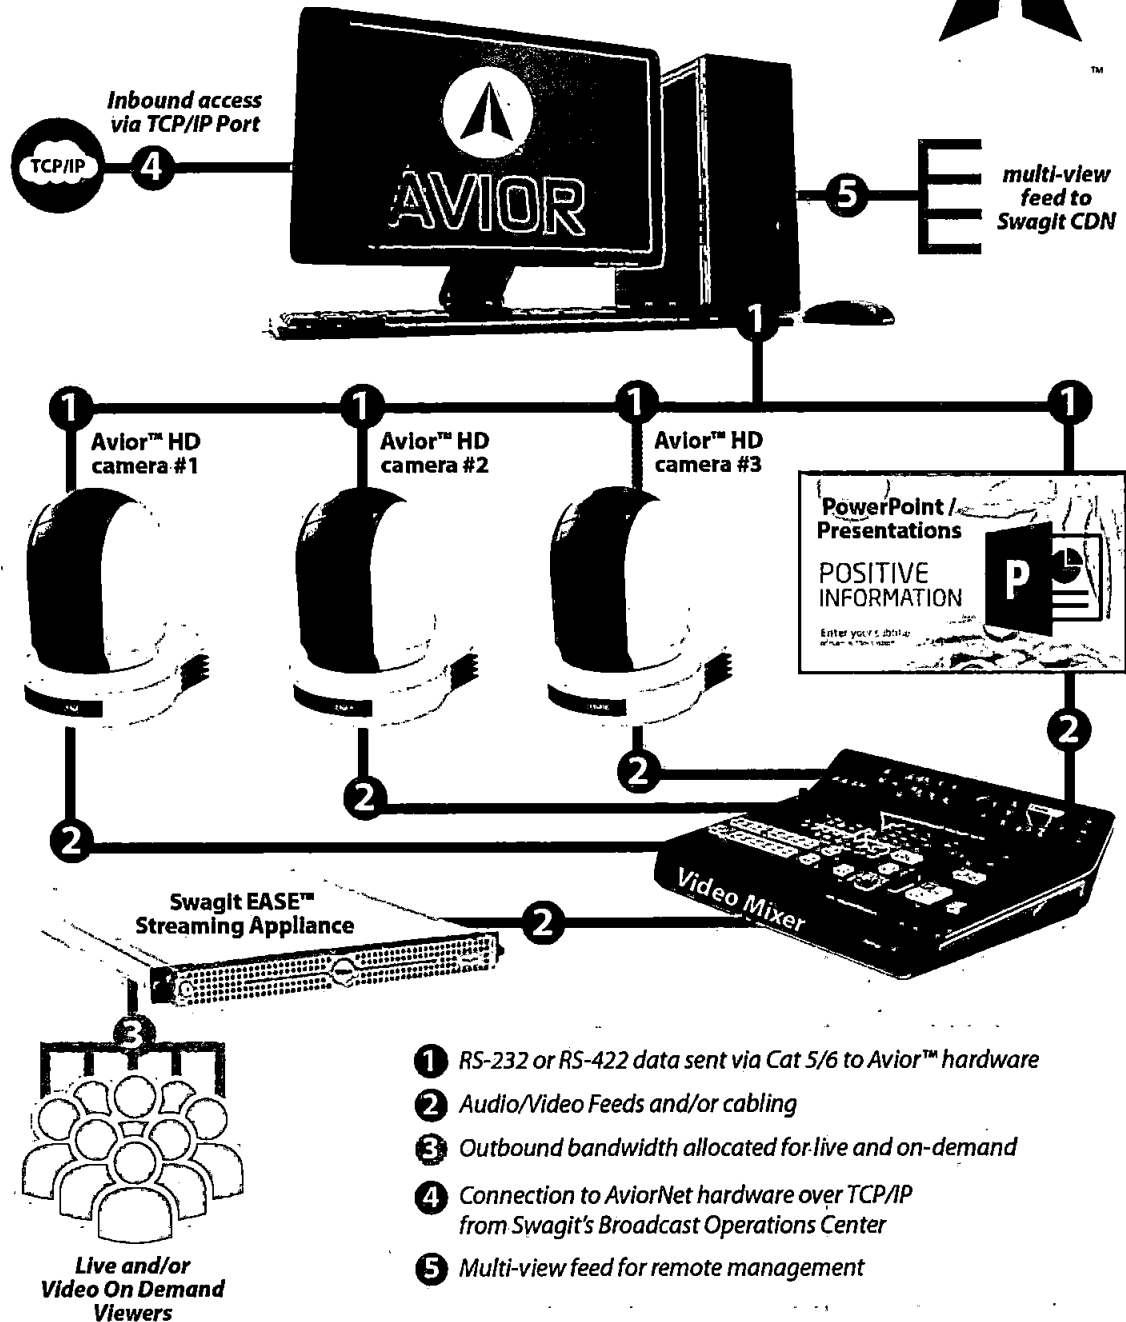 ™
Inbound access
via TCP/IP Port
TCP/IP
4
AVIOR
5
multi-view
feed to
Swagit CDN
1
1
1
1
1
Avior™ HD
camera #1
Avior™ HD
camera #2
Avior™ HD
camera #3
PowerPoint /
Presentations
POSITIVE
INFORMATION
P
Enter your subtitle
2
2
2
2
Video Mixer
Swagit EASE™
Streaming Appliance
2
3
1 RS-232 or RS-422 data sent via Cat 5/6 to Avior™ hardware
2 Audio/Video Feeds and/or cabling
3 Outbound bandwidth allocated for live and on-demand
4 Connection to AviorNet hardware over TCP/IP
from Swagit's Broadcast Operations Center
5 Multi-view feed for remote management
Live and/or
Video On Demand
Viewers